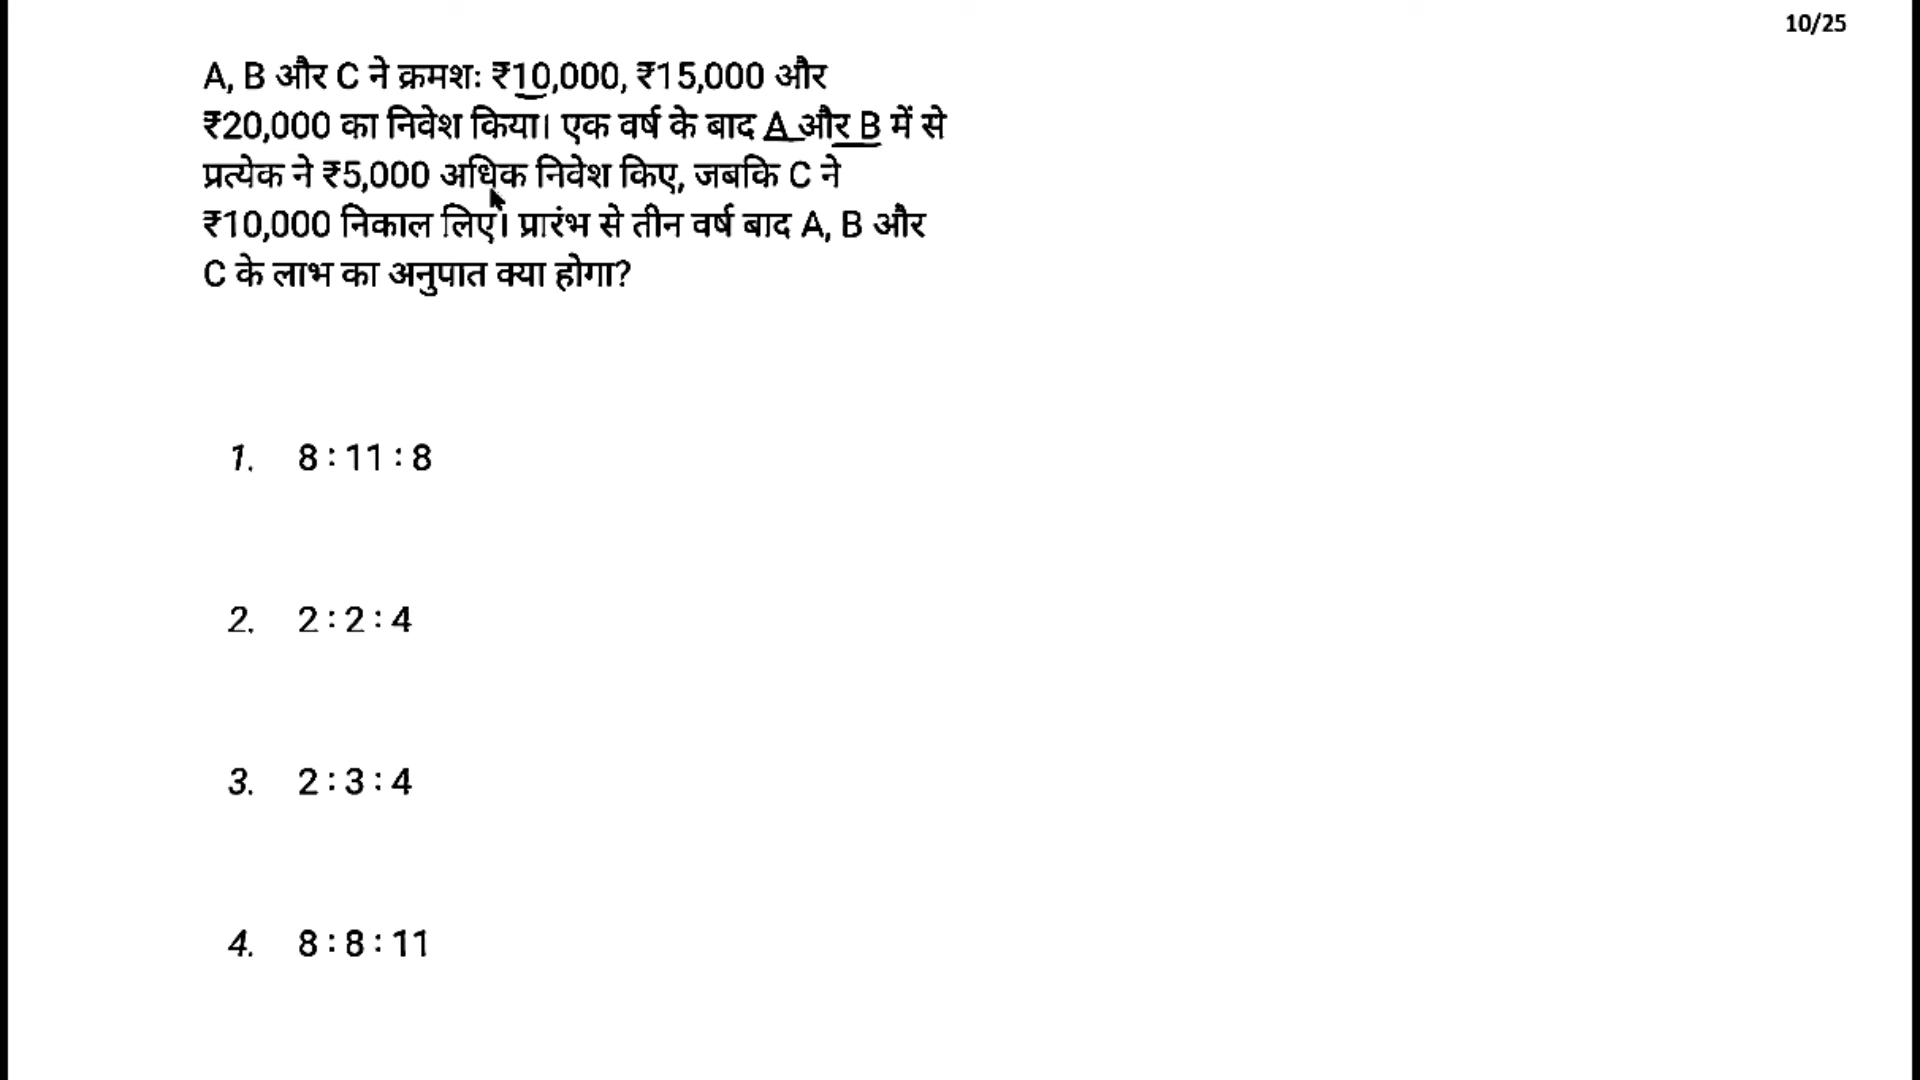 10/25
A, B और C ने क्रमशः ₹10,000, ₹15,000 और
₹20,000 का निवेश किया। एक वर्ष के बाद A और B में से
प्रत्येक ने ₹5,000 अधिक निवेश किए, जबकि C ने
₹10,000 निकाल लिए। प्रारंभ से तीन वर्ष बाद A, B और
C के लाभ का अनुपात क्या होगा?
1. 8 : 11 : 8
2. 2 : 2 : 4
3. 2 : 3 : 4
4. 8 : 8 : 11